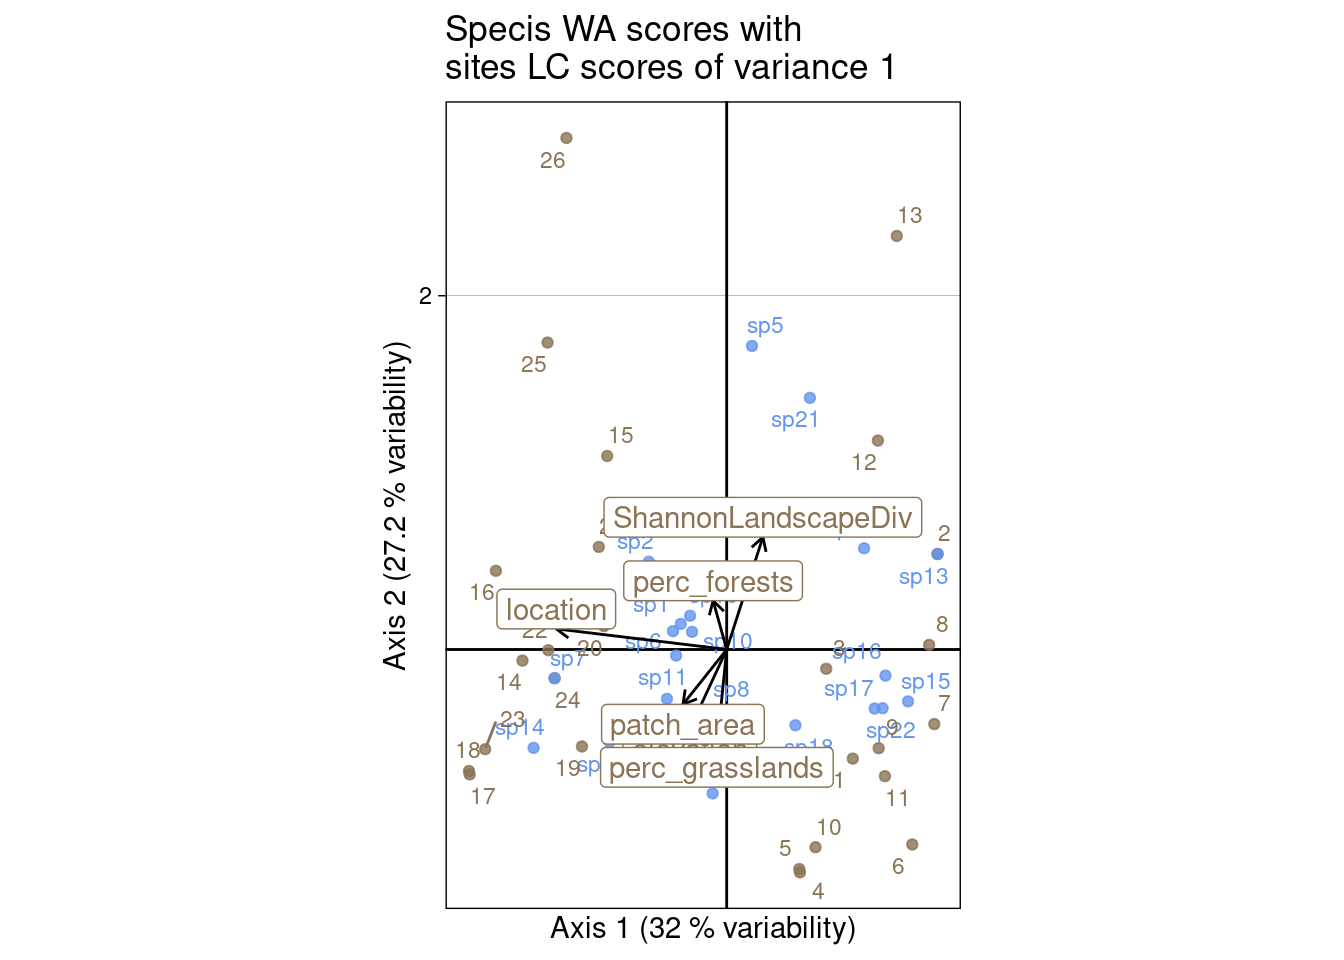 Specis WA scores with
sites LC scores of variance 1
26
13
2
sp5
25
sp21
15
12
ShannonLandscapeDiv
2
sp2
sp13
perc_forests
16
sp1
location
8
22
sp6
sp10
20
3
sp16
sp7
14
sp11
sp8
sp17
sp15
24
7
23
sp14
patch_area
9
sp22
18
sp18
19
perc_grasslands
17
11
10
5
6
4
Axis 2 (27.2 % variability)
Axis 1 (32 % variability)